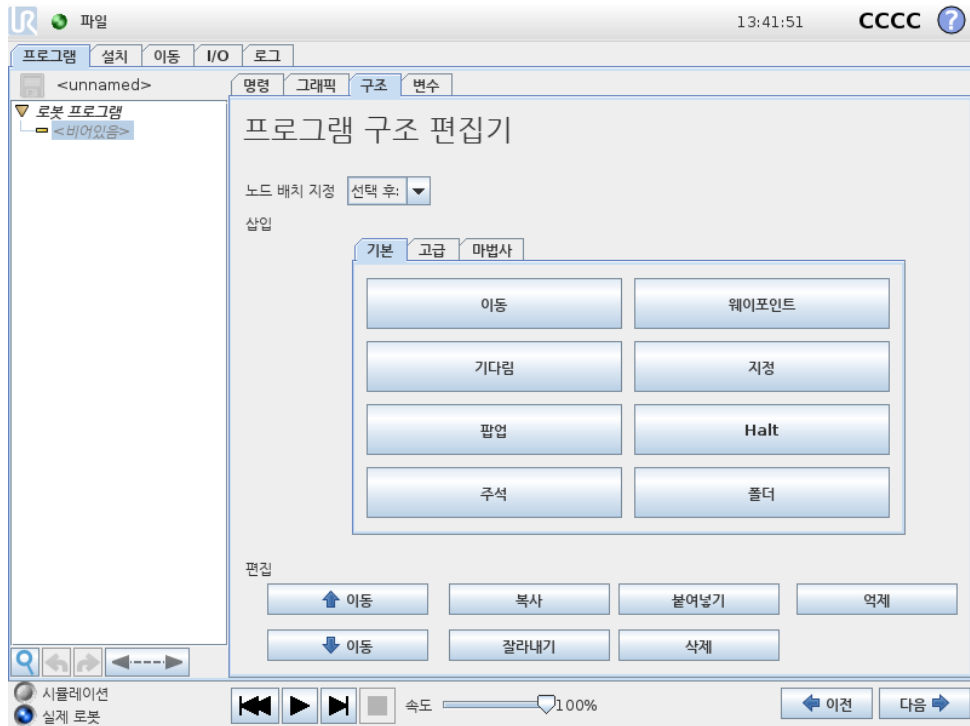 UR 파일 13:41:51 CCCC ?
프로그램 설치 이동 I/O 로그
<unnamed> 명령 그래픽 구조 변수
로봇 프로그램
<비어있음>
프로그램 구조 편집기
노드 배치 지정 선택 후:
삽입
기본 고급 마법사
이동 웨이포인트
기다림 지정
팝업 Halt
주석 폴더
편집
이동 복사 붙여넣기 억제
이동 잘라내기 삭제
시뮬레이션
실제 로봇
속도 100% 이전 다음